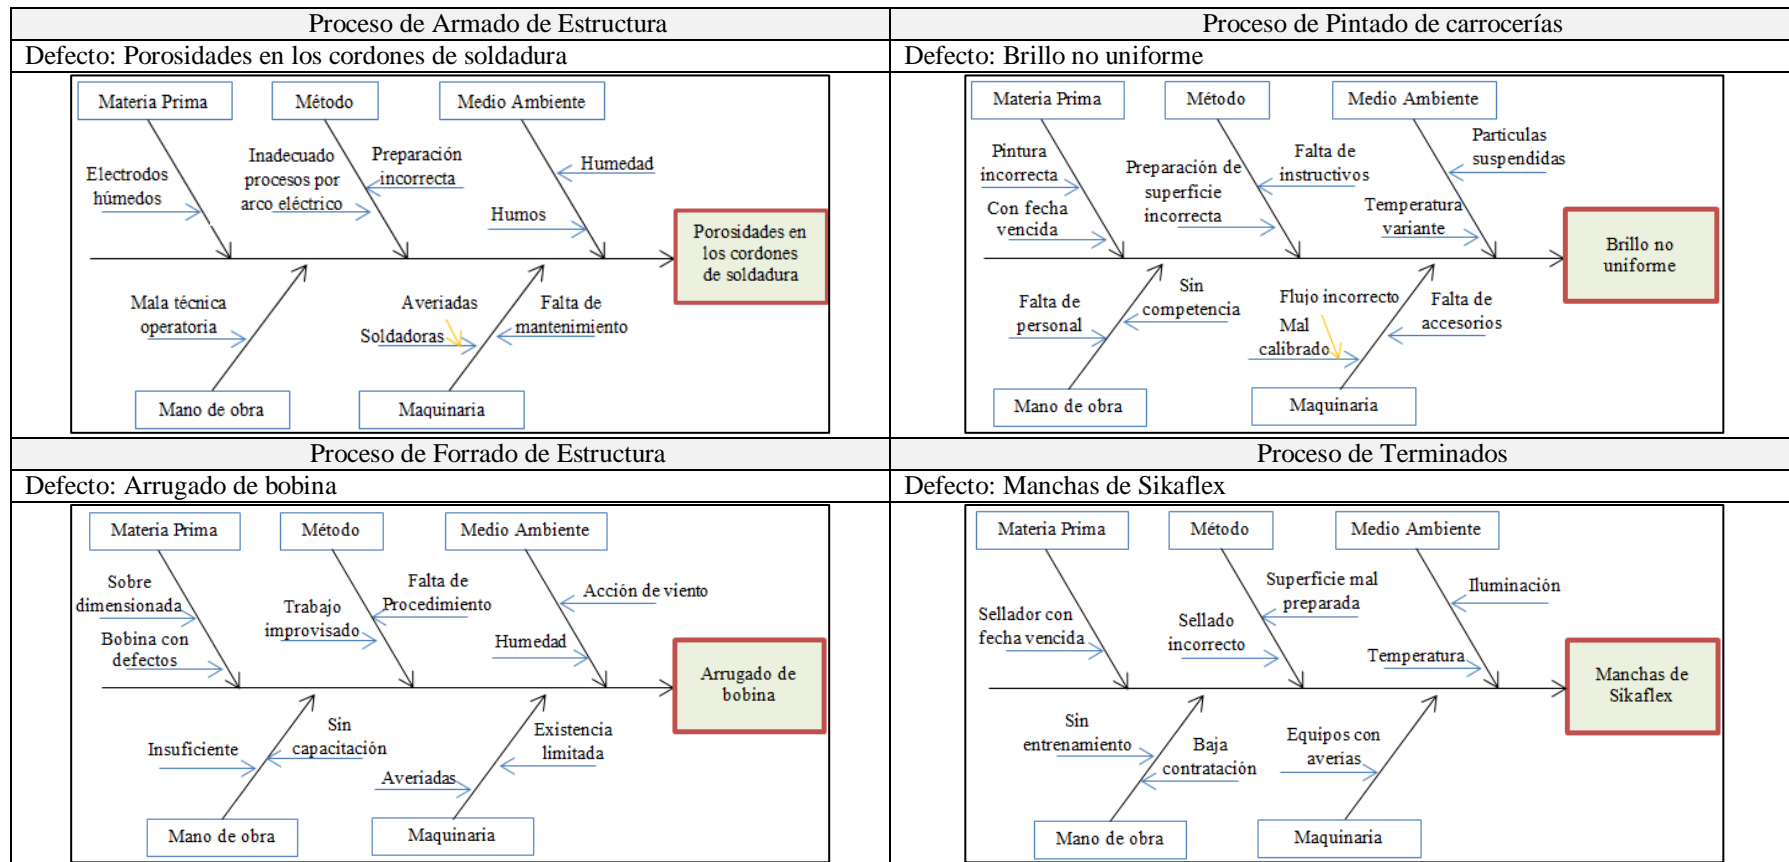 Proceso de Armado de Estructura
Defecto: Porosidades en los cordones de soldadura
Materia Prima
Método
Medio Ambiente
Electrodos
húmedos
Inadecuado
procesos por
arco eléctrico
Preparación
incorrecta
Humedad
Humos
Porosidades en
los cordones
de soldadura
Mala técnica
operatoria
Averiadas
Soldadoras
Falta de
mantenimiento
Mano de obra
Maquinaria
Proceso de Pintado de carrocerías
Defecto: Brillo no uniforme
Materia Prima
Método
Medio Ambiente
Pintura
incorrecta
Con fecha
vencida
Preparación de
superficie
incorrecta
Falta de
instructivos
Particulas
suspendidas
Temperatura
variante
Brillo no
uniforme
Falta de
personal
Sin
competencia
Flujo incorrecto
Mal
calibrado
Falta de
accesorios
Mano de obra
Maquinaria
Proceso de Forrado de Estructura
Defecto: Arrugado de bobina
Materia Prima
Método
Medio Ambiente
Sobre
dimensionada
Bobina con
defectos
Trabajo
improvisado
Falta de
Procedimiento
Acción de viento
Humedad
Arrugado de
bobina
Insuficiente
Sin
capacitación
Averiadas
Existencia
limitada
Mano de obra
Maquinaria
Proceso de Terminados
Defecto: Manchas de Sikaflex
Materia Prima
Método
Medio Ambiente
Sellador con
fecha vencida
Sellado
incorrecto
Superficie mal
preparada
Iluminación
Temperatura
Manchas de
Sikaflex
Sin
entrenamiento
Baja
contratación
Equipos con
averias
Mano de obra
Maquinaria